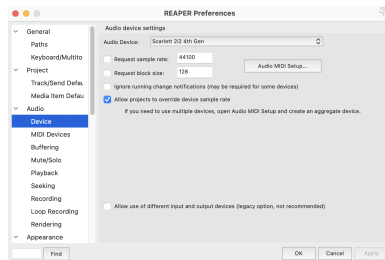 REAPER Preferences
General
Paths
Keyboard/Multito
Project
Track/Send Defau
Media Item Defau
Audio
Device
MIDI Devices
Buffering
Mute/Solo
Playback
Seeking
Recording
Loop Recording
Rendering
Appearance
Find
Audio device settings
Audio Device: Scarlett 2i2 4th Gen
Request sample rate: 44100
Request block size: 128
Audio MIDI Setup...
Ignore running change notifications (may be required for some devices)
Allow projects to override device sample rate
If you need to use multiple devices, open Audio MIDI Setup and create an aggregate device.
Allow use of different input and output devices (legacy option, not recommended)
OK Cancel Apply